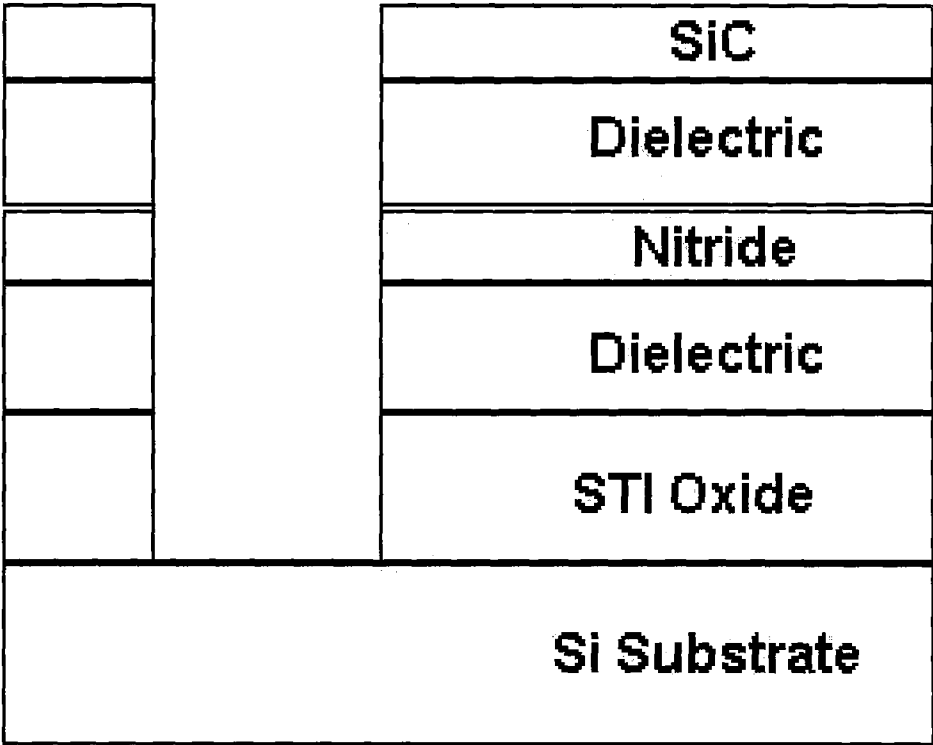 SiC
Dielectric
Nitride
Dielectric
STI Oxide
Si Substrate